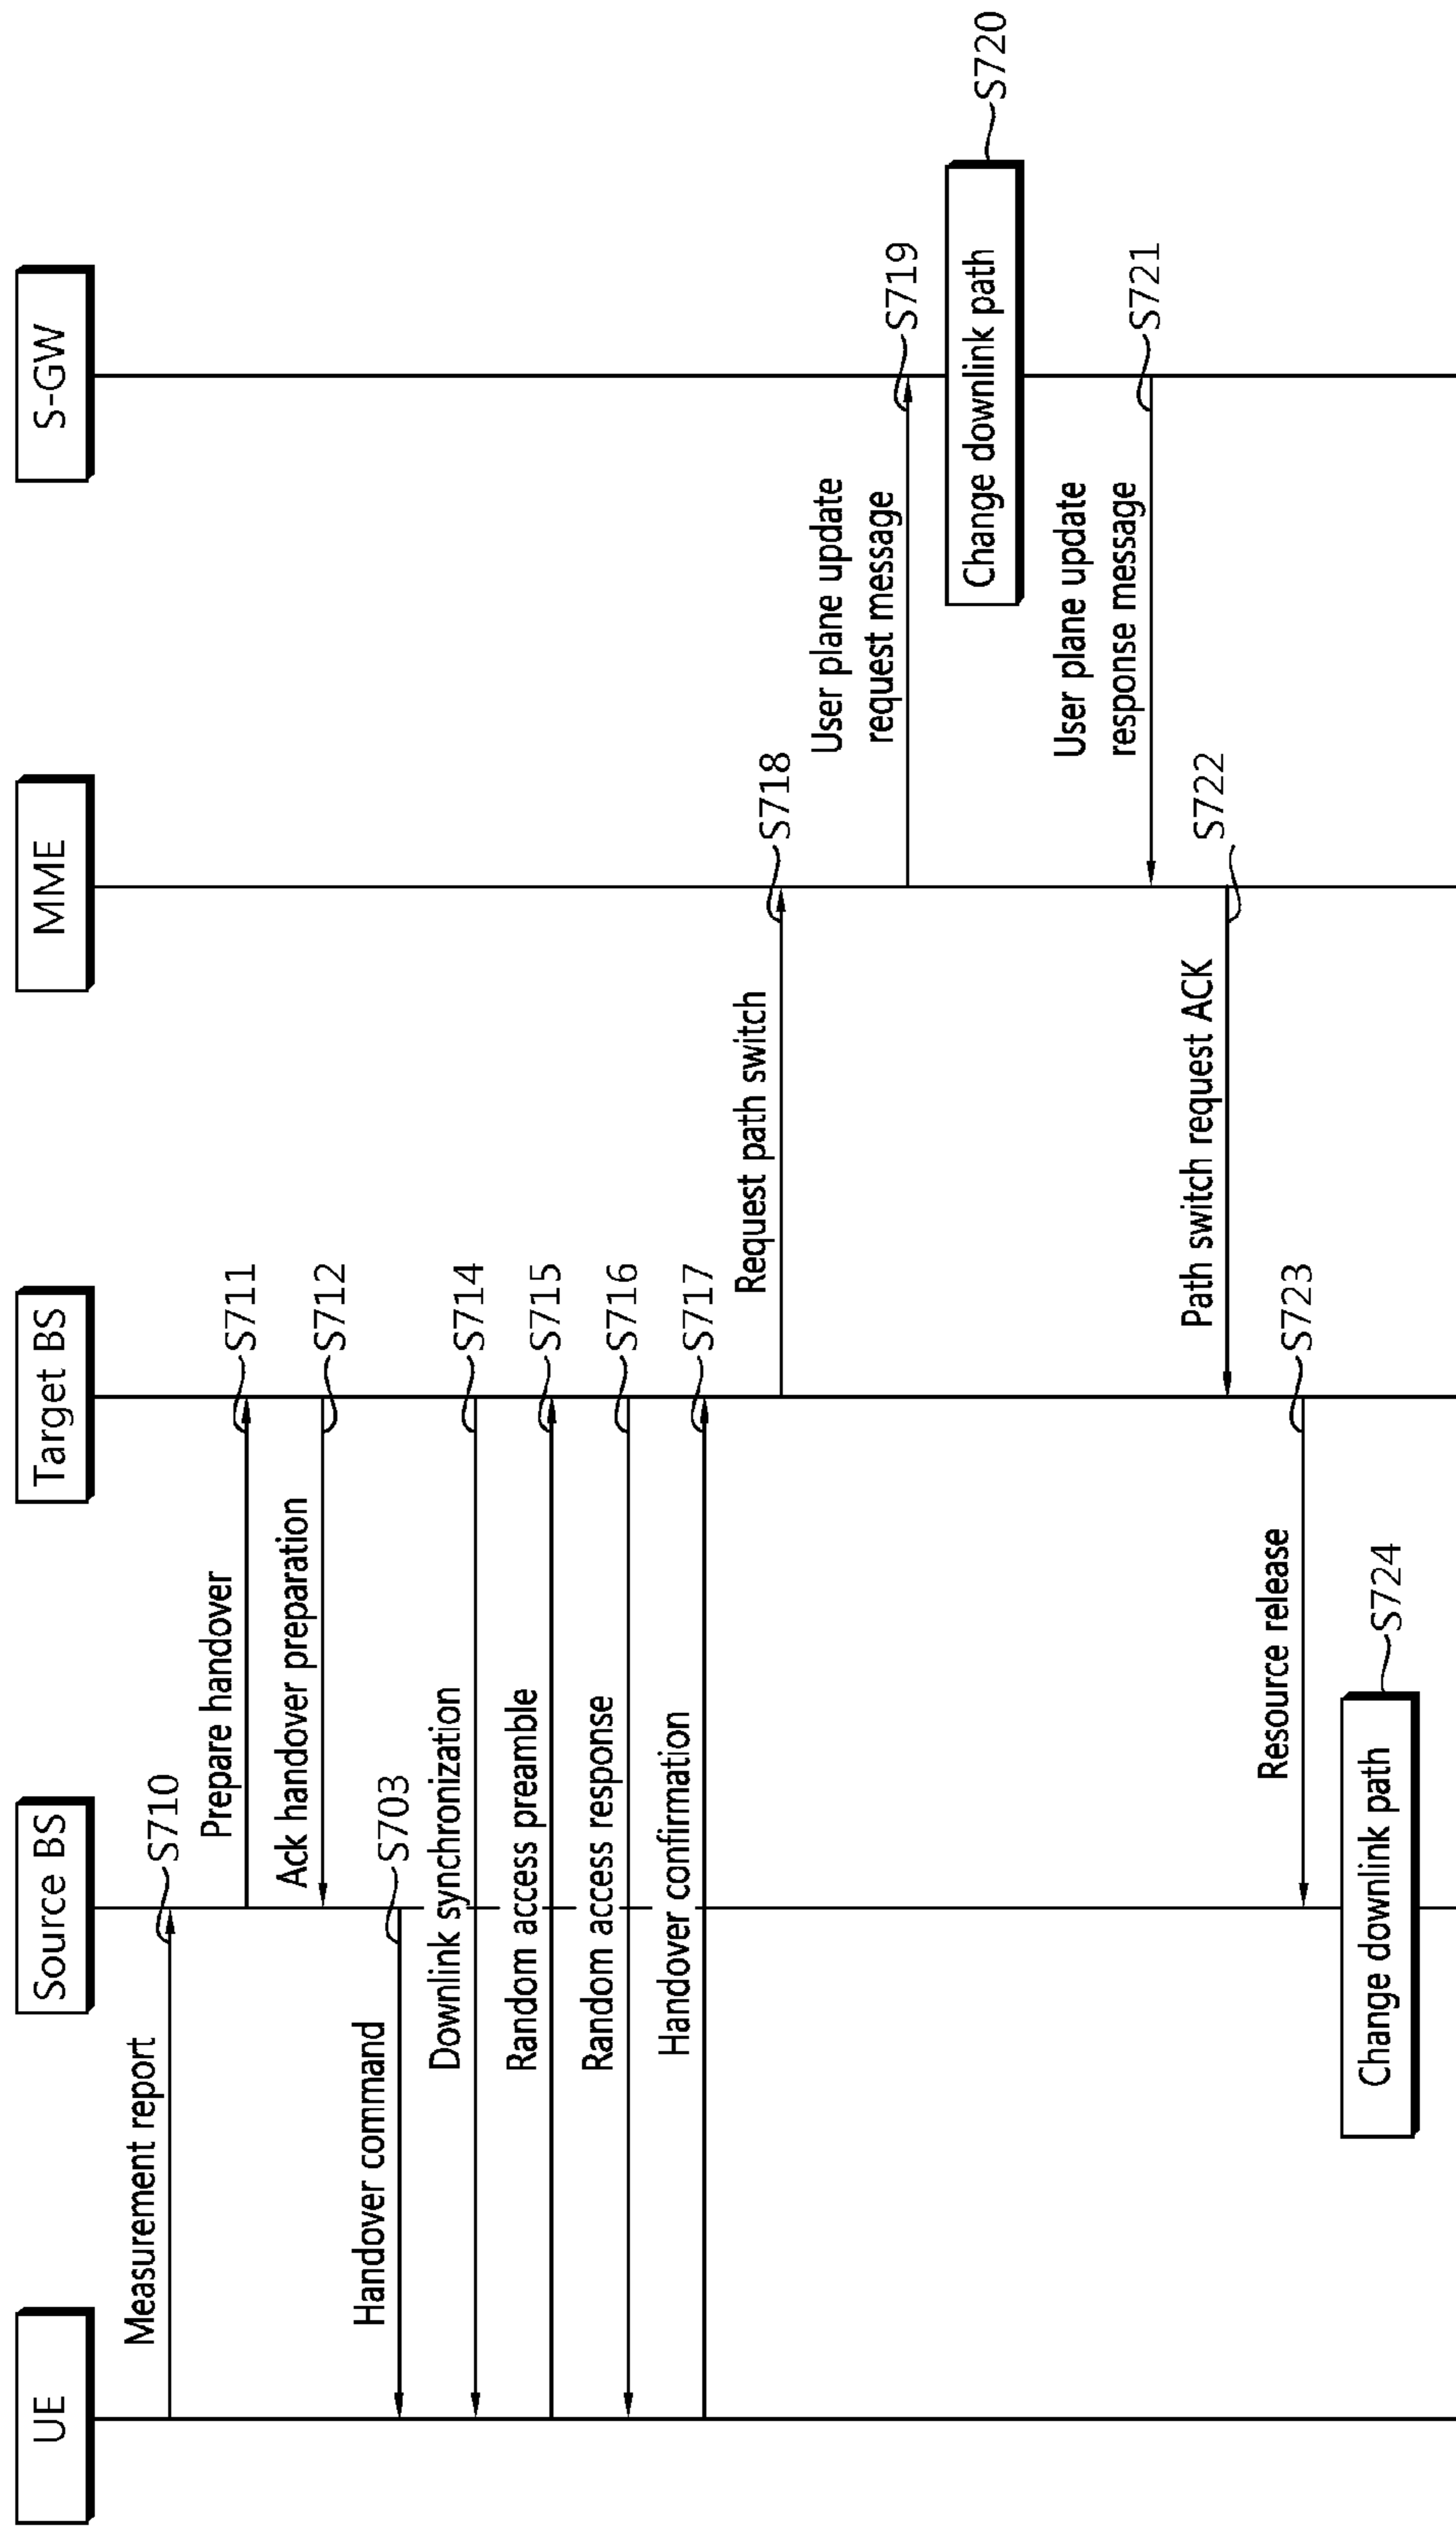 UE
Source BS
Target BS
MME
S-GW
Measurement report
S710
Prepare handover
S711
Ack handover preparation
S712
Handover command
S703
Downlink synchronization
S714
Random access preamble
S715
Random access response
S716
Handover confirmation
S717
Request path switch
S718
User plane update
request message
S719
Change downlink path
S720
User plane update
response message
S721
Path switch request ACK
S722
Resource release
S723
Change downlink path
S724